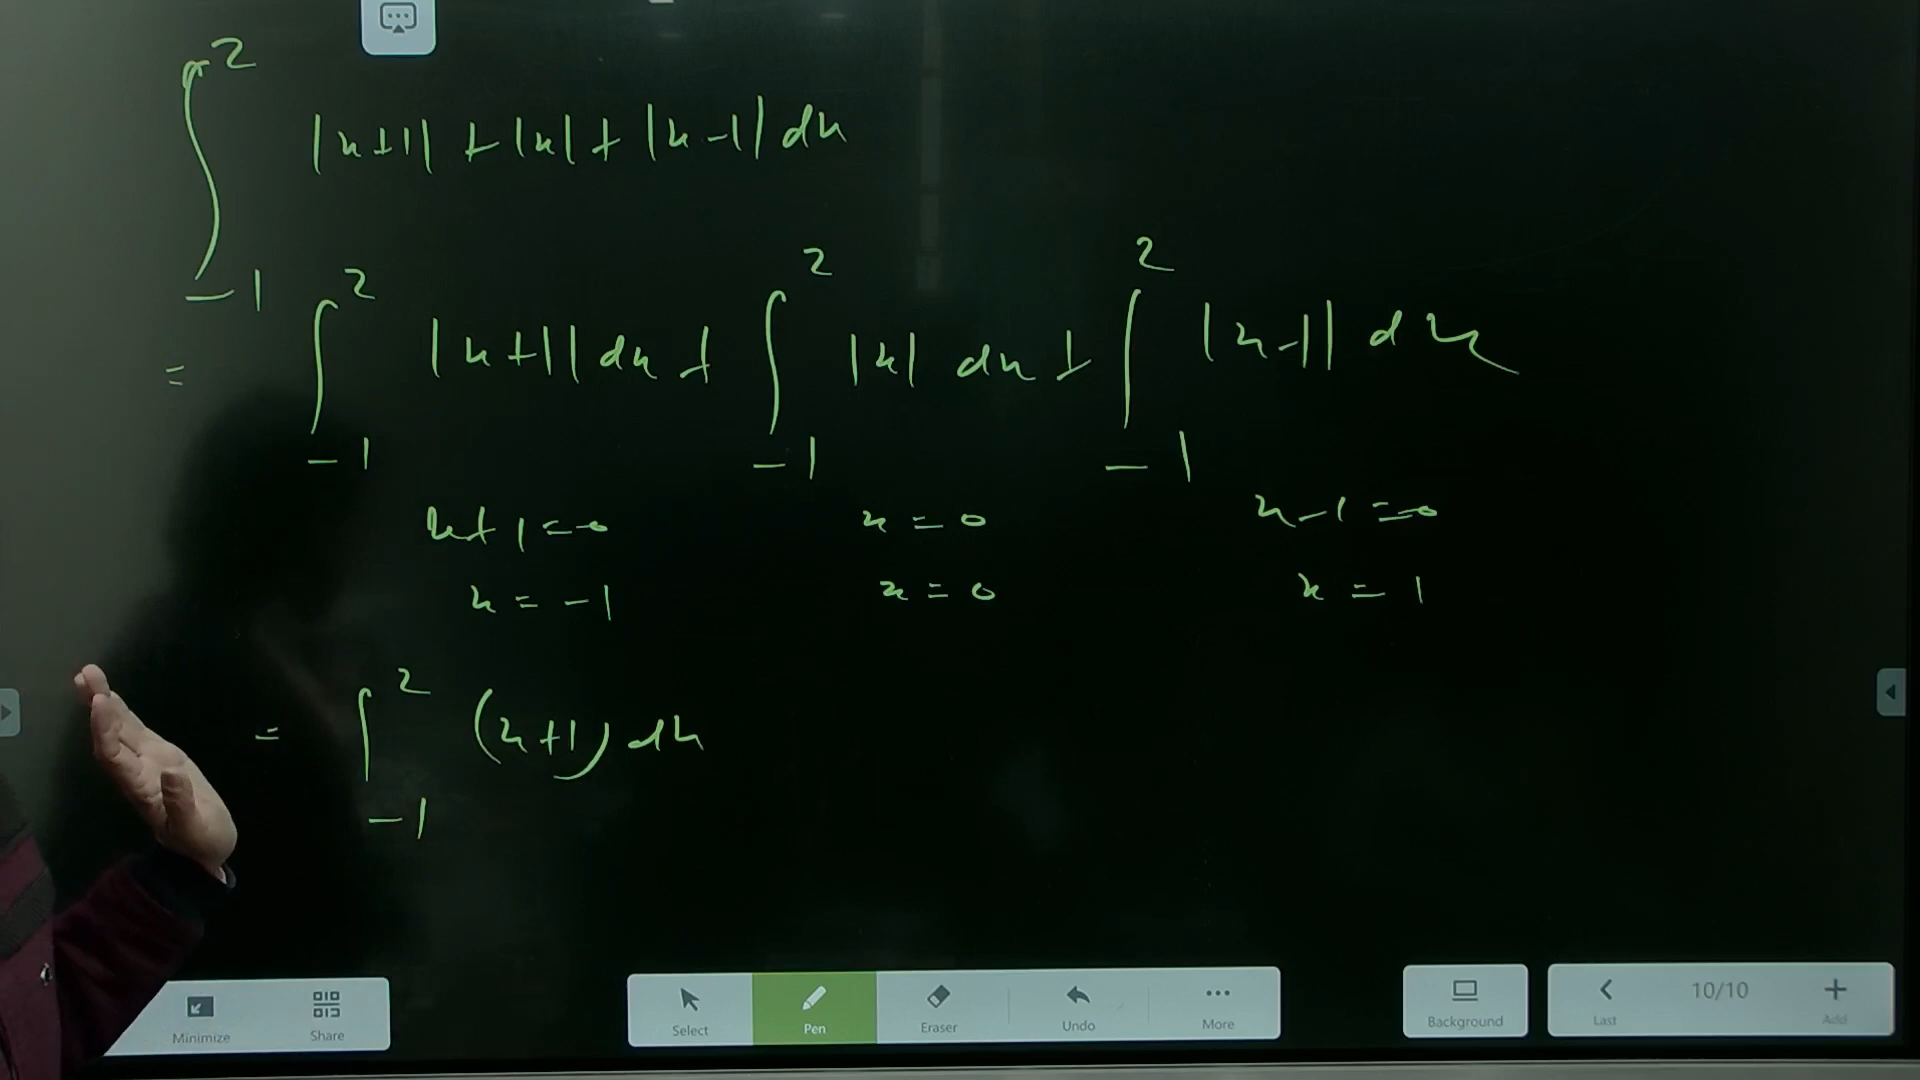 ∫_{-1}^{2} |x+1| + |x| + |x-1| dx
= ∫_{-1}^{2} |x+1| dx + ∫_{-1}^{2} |x| dx + ∫_{-1}^{2} |x-1| dx
x+1=0 x=0 x-1=0
x=-1 x=0 x=1
= ∫_{-1}^{2} (x+1) dx
Minimize Share Select Pen Eraser Undo More Background Last 10/10 Add